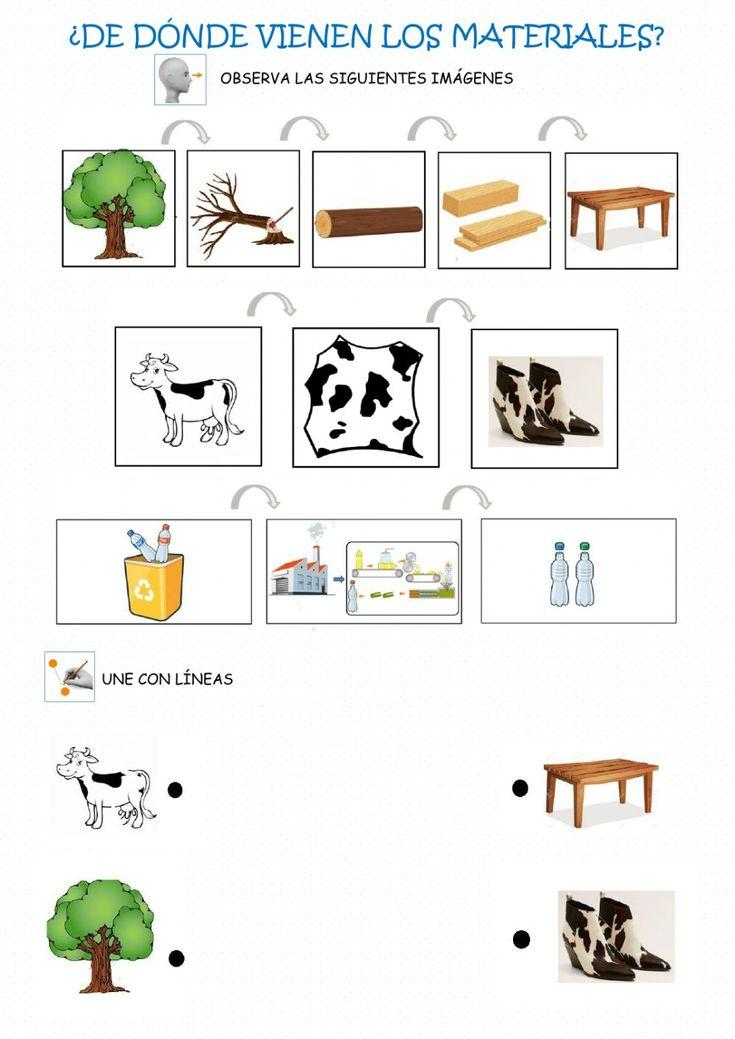 ¿DE DÓNDE VIENEN LOS MATERIALES?
OBSERVA LAS SIGUIENTES IMÁGENES
UNE CON LÍNEAS